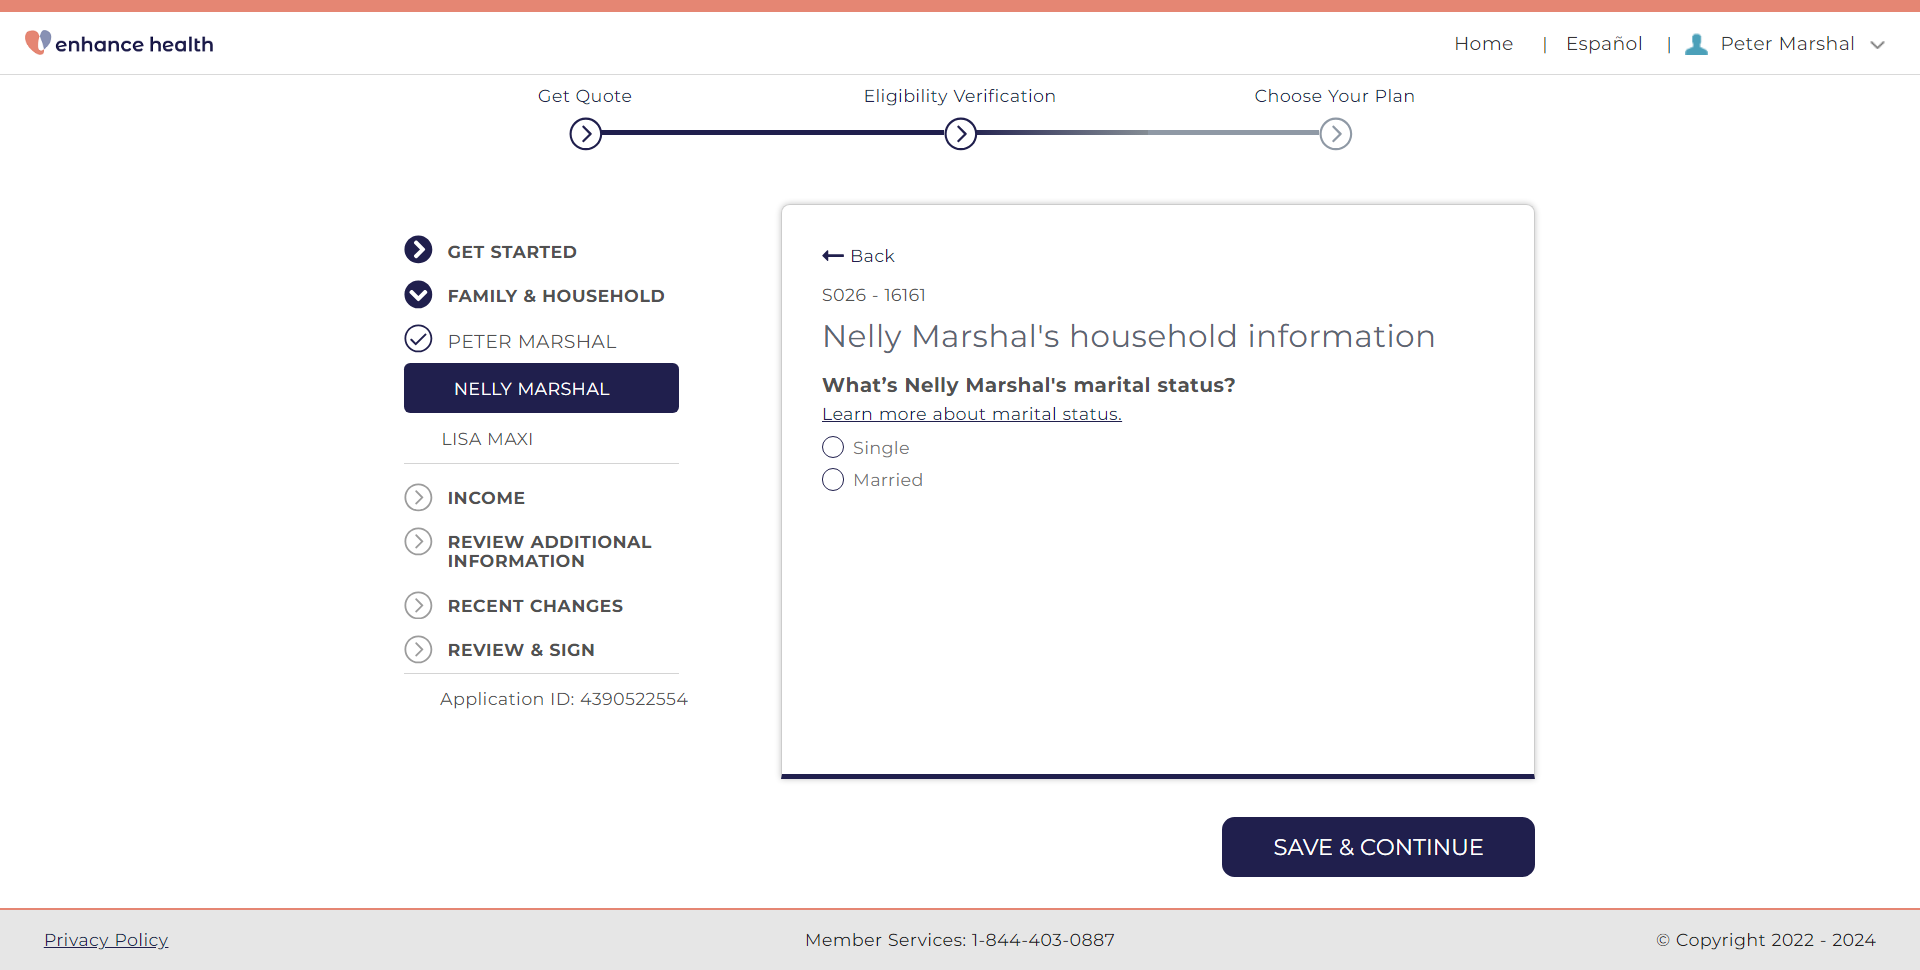 enhance health
Home | Español | Peter Marshal
Get Quote
Eligibility Verification
Choose Your Plan
GET STARTED
FAMILY & HOUSEHOLD
PETER MARSHAL
NELLY MARSHAL
LISA MAXI
INCOME
REVIEW ADDITIONAL
INFORMATION
RECENT CHANGES
REVIEW & SIGN
Application ID: 4390522554
Back
S026 - 16161
Nelly Marshal's household information
What’s Nelly Marshal's marital status?
Learn more about marital status.
Single
Married
SAVE & CONTINUE
Privacy Policy
Member Services: 1-844-403-0887
© Copyright 2022 - 2024